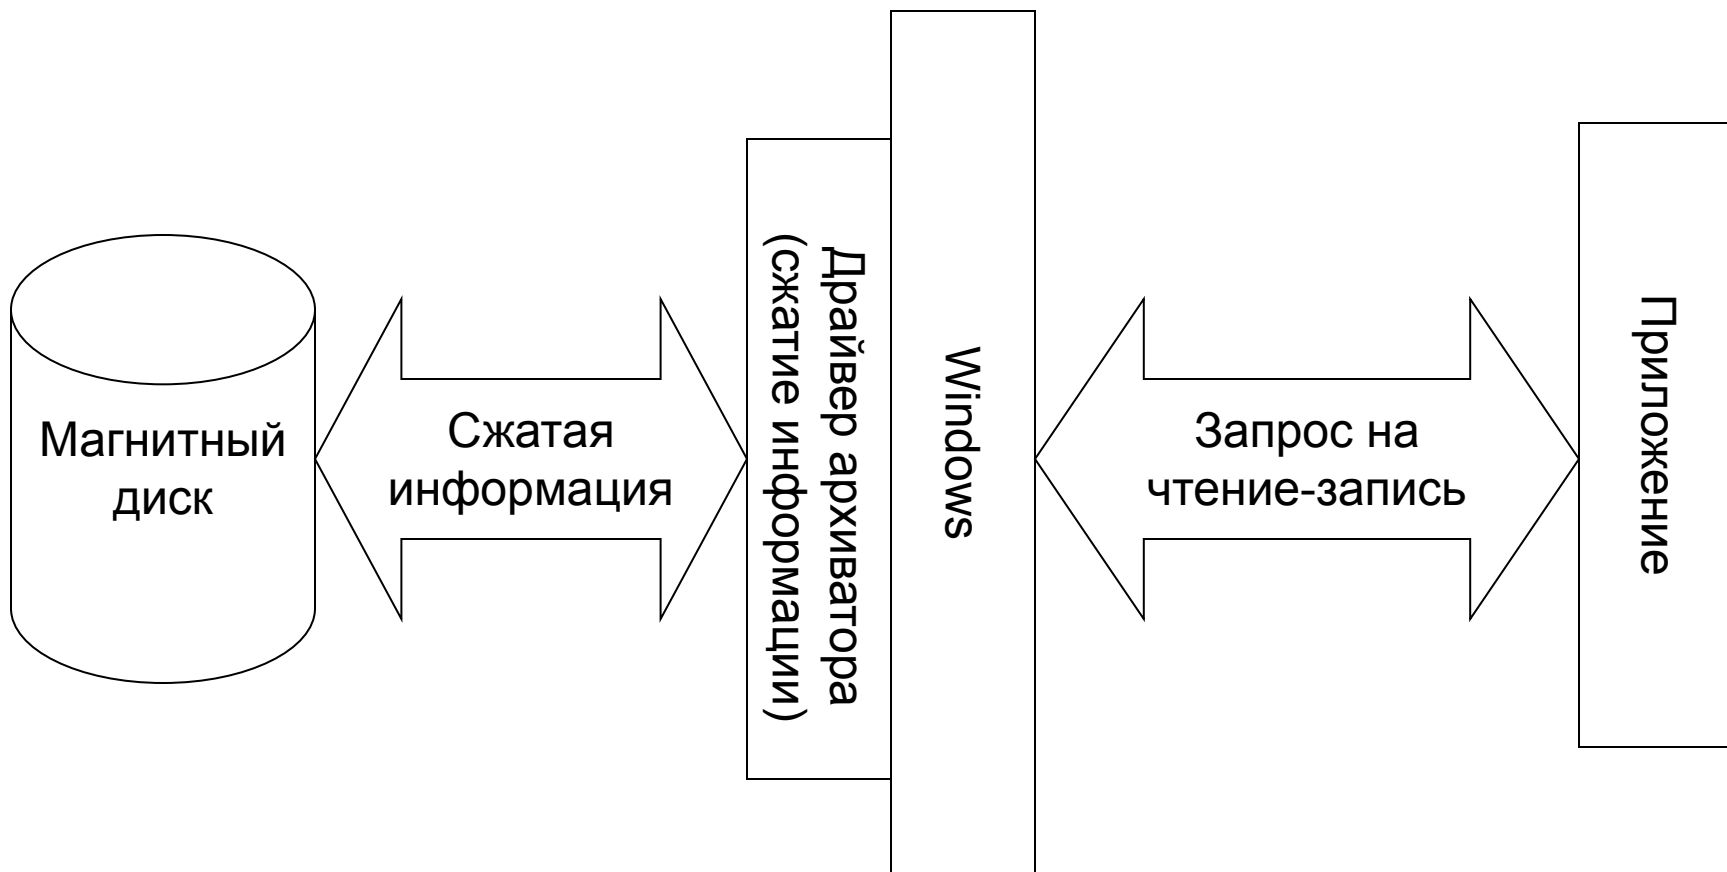 Магнитный
диск
Сжатая
информация
Драйвер архиватора
(сжатие информации)
Windows
Запрос на
чтение-запись
Приложение